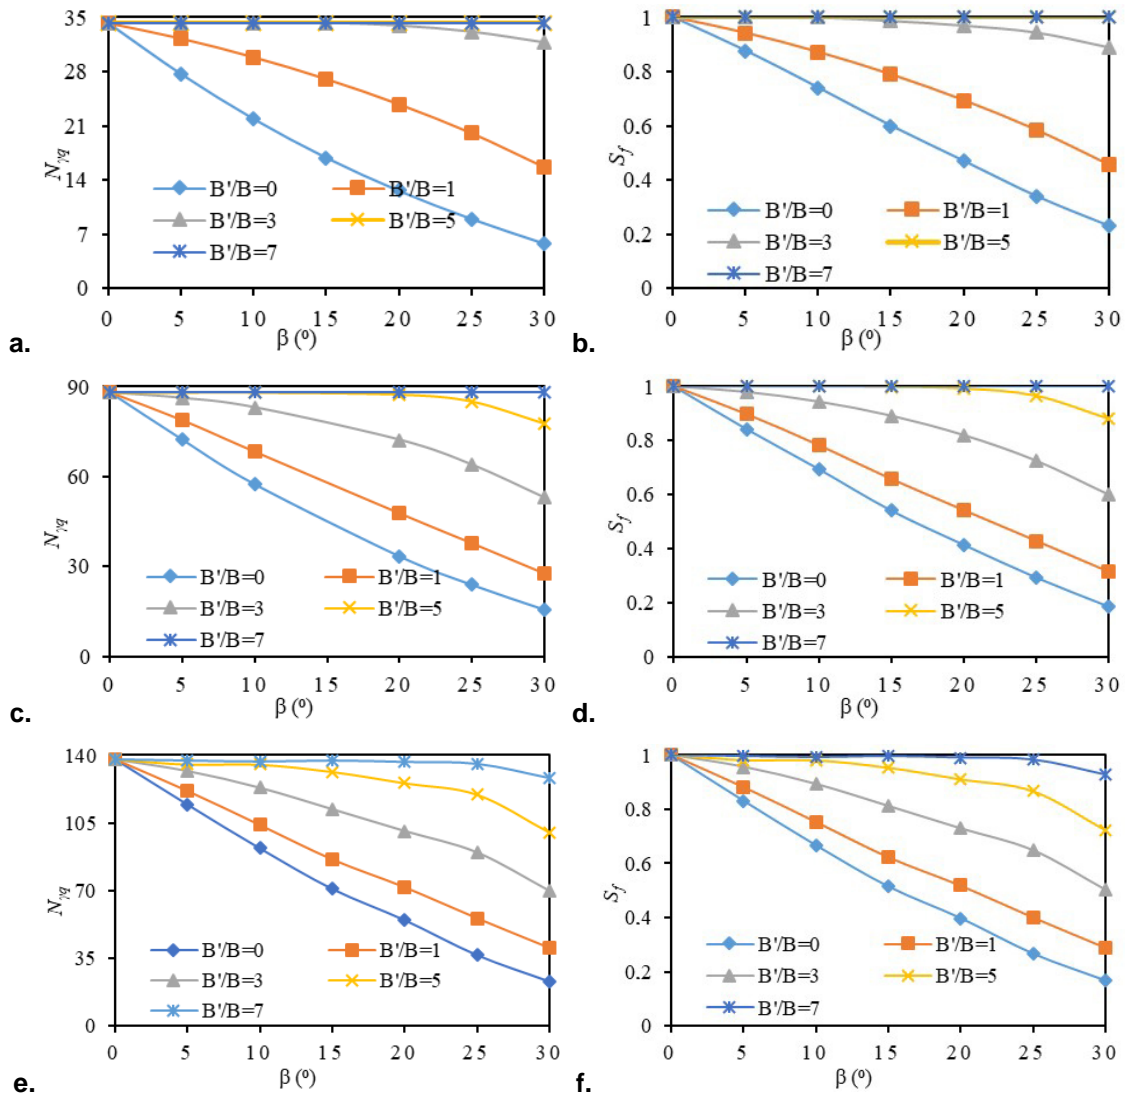 35
28
21
14
7
0
Nγq
B'/B=0
B'/B=1
B'/B=3
B'/B=5
B'/B=7
0 5 10 15 20 25 30
β (º)
a.
1
0.8
0.6
0.4
0.2
0
Sf
B'/B=0
B'/B=1
B'/B=3
B'/B=5
B'/B=7
0 5 10 15 20 25 30
β (º)
b.
90
60
30
0
Nγq
B'/B=0
B'/B=1
B'/B=3
B'/B=5
B'/B=7
0 5 10 15 20 25 30
β (º)
c.
1
0.8
0.6
0.4
0.2
0
Sf
B'/B=0
B'/B=1
B'/B=3
B'/B=5
B'/B=7
0 5 10 15 20 25 30
β (º)
d.
140
105
70
35
0
Nγq
B'/B=0
B'/B=1
B'/B=3
B'/B=5
B'/B=7
0 5 10 15 20 25 30
β (º)
e.
1
0.8
0.6
0.4
0.2
0
Sf
B'/B=0
B'/B=1
B'/B=3
B'/B=5
B'/B=7
0 5 10 15 20 25 30
β (º)
f.